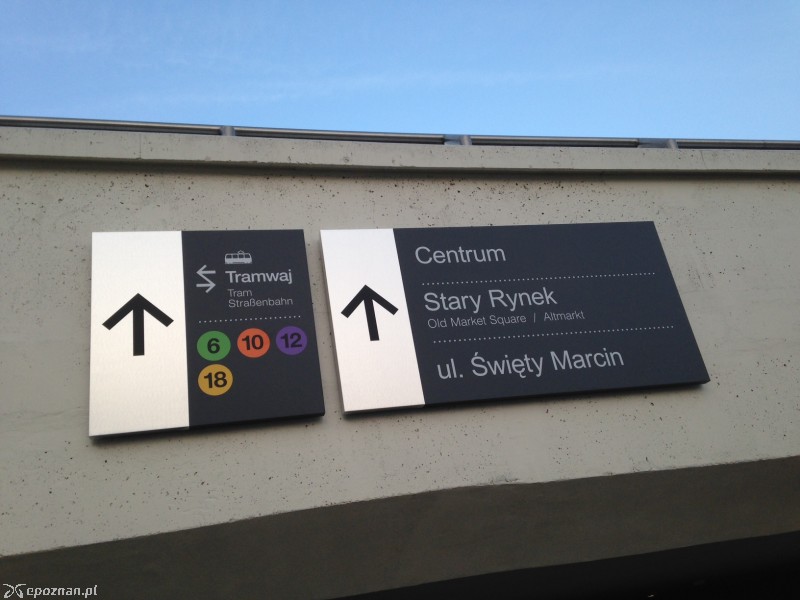 Tramwaj
Tram
Straßenbahn
6 10 12
18
Centrum
Stary Rynek
Old Market Square / Altmarkt
ul. Święty Marcin
epoznan.pl